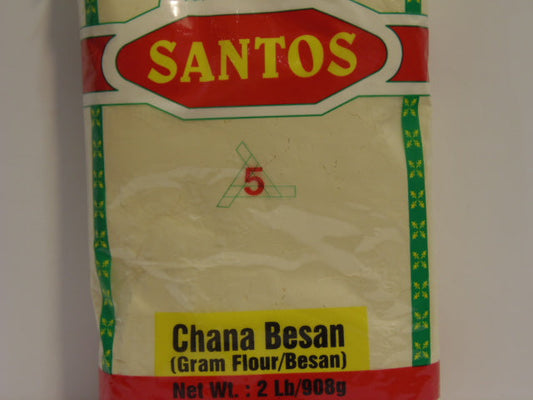 SANTOS
5
Chana Besan
(Gram Flour/Besan)
Net Wt. : 2 Lb/908g